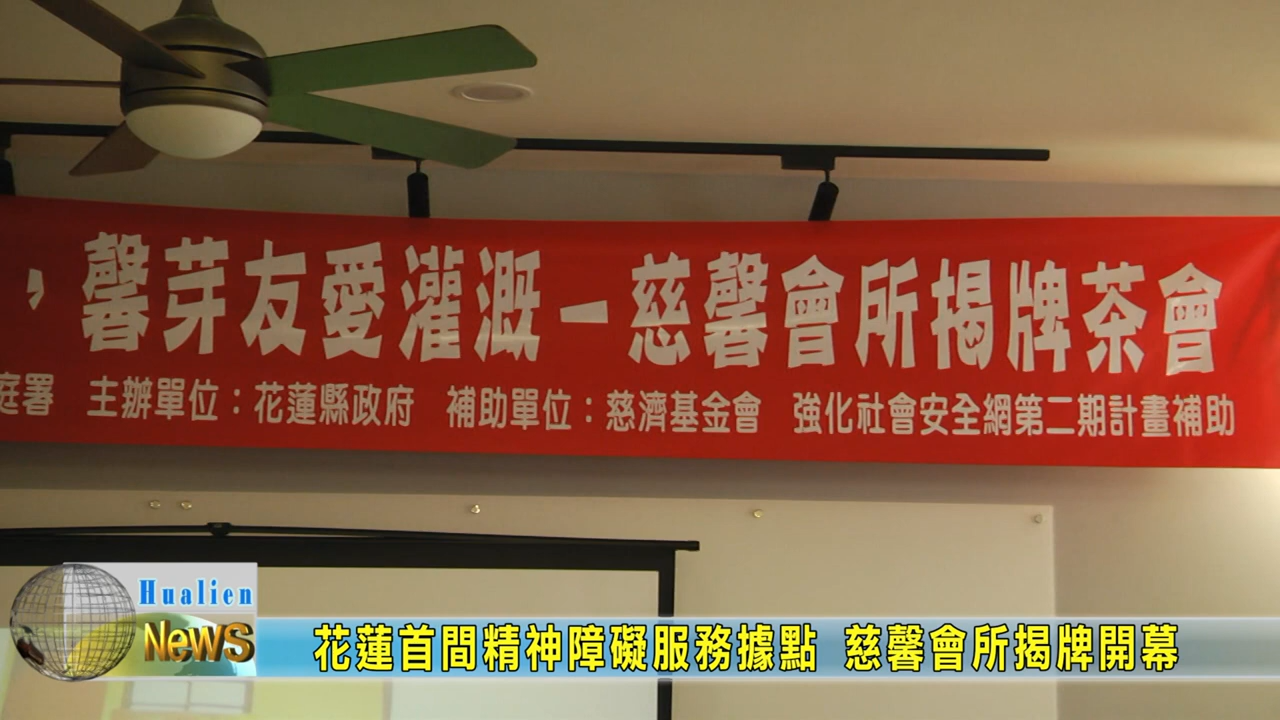 ，馨芽友愛灌溉－慈馨會所揭牌茶會
庭署　主辦單位：花蓮縣政府　補助單位：慈濟基金會　強化社會安全網第二期計畫補助
Hualien
News
花蓮首間精神障礙服務據點 慈馨會所揭牌開幕